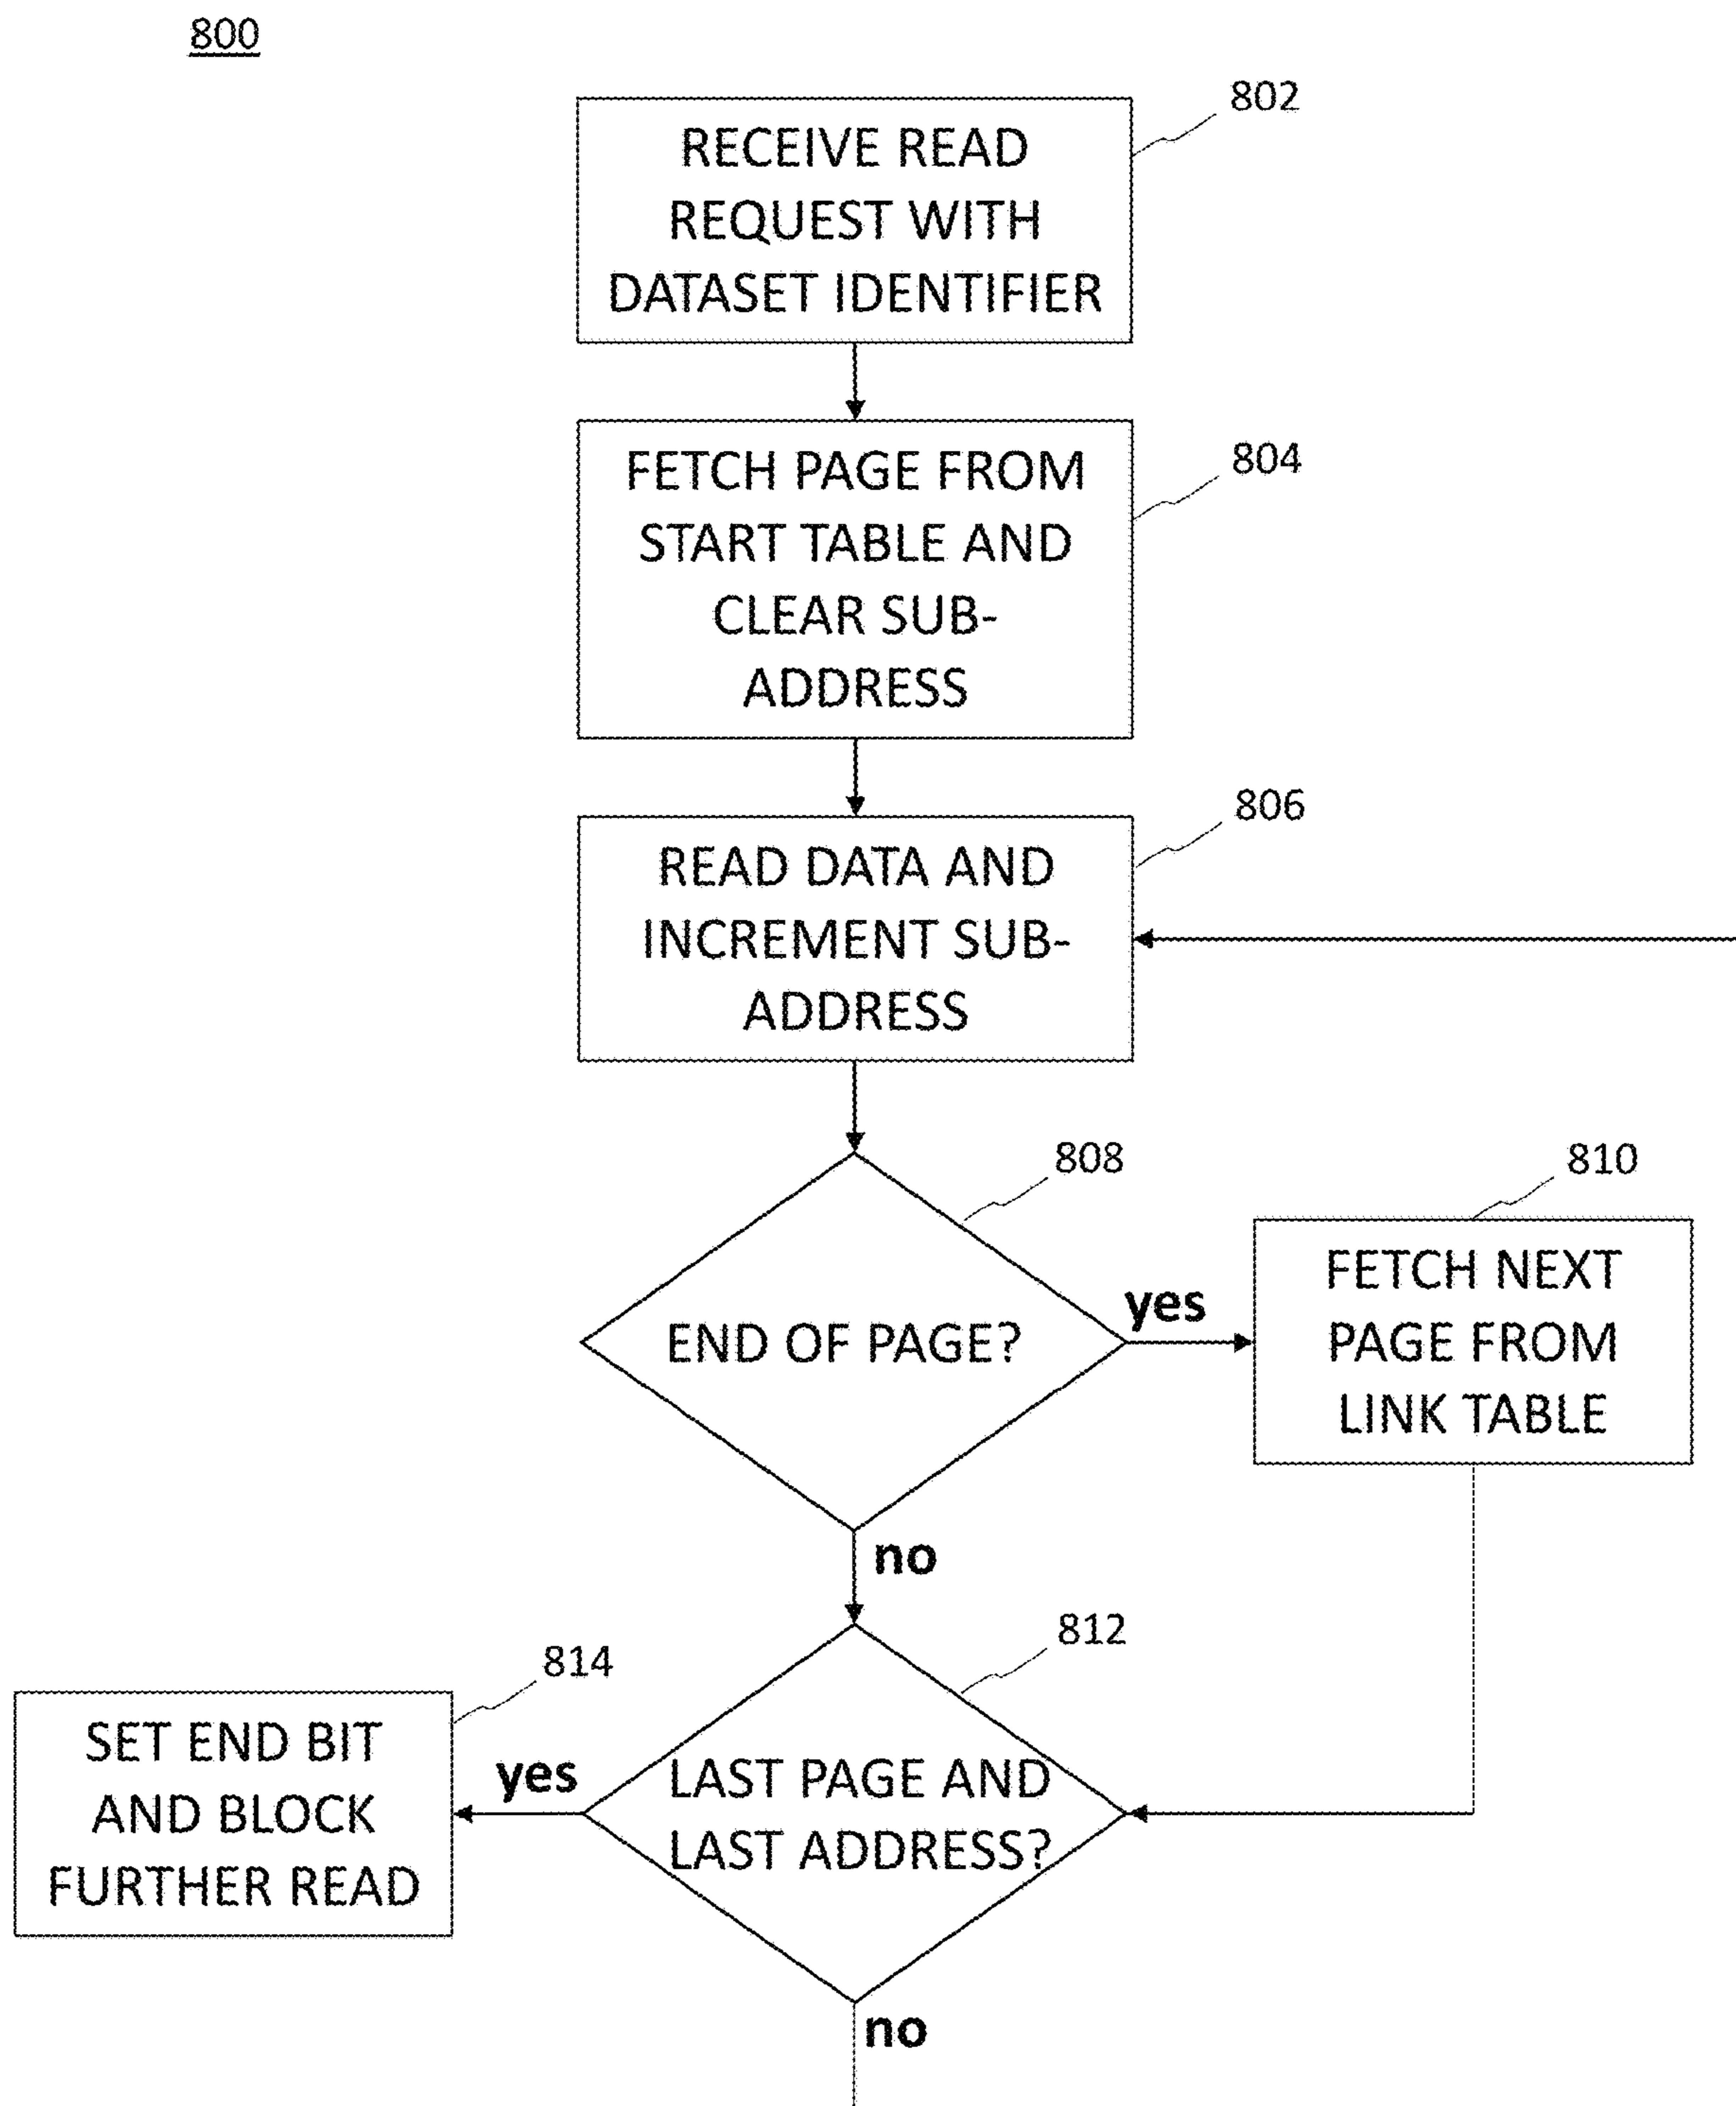 800
802
RECEIVE READ
REQUEST WITH
DATASET IDENTIFIER
804
FETCH PAGE FROM
START TABLE AND
CLEAR SUB-
ADDRESS
806
READ DATA AND
INCREMENT SUB-
ADDRESS
808
END OF PAGE?
yes
810
FETCH NEXT
PAGE FROM
LINK TABLE
no
812
LAST PAGE AND
LAST ADDRESS?
yes
814
SET END BIT
AND BLOCK
FURTHER READ
no